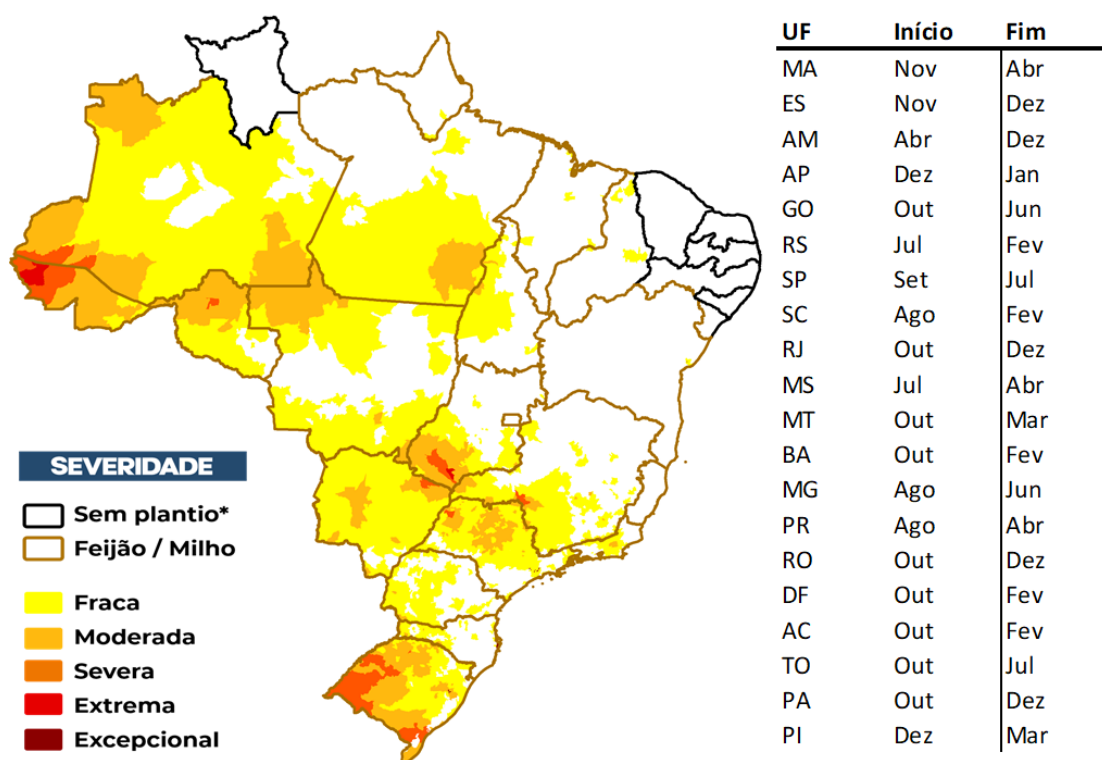 SEVERIDADE
Sem plantio*
Feijão / Milho
Fraca
Moderada
Severa
Extrema
Excepcional
UF Início Fim
MA Nov Abr
ES Nov Dez
AM Abr Dez
AP Dez Jan
GO Out Jun
RS Jul Fev
SP Set Jul
SC Ago Fev
RJ Out Dez
MS Jul Abr
MT Out Mar
BA Out Fev
MG Ago Jun
PR Ago Abr
RO Out Dez
DF Out Fev
AC Out Fev
TO Out Jul
PA Out Dez
PI Dez Mar